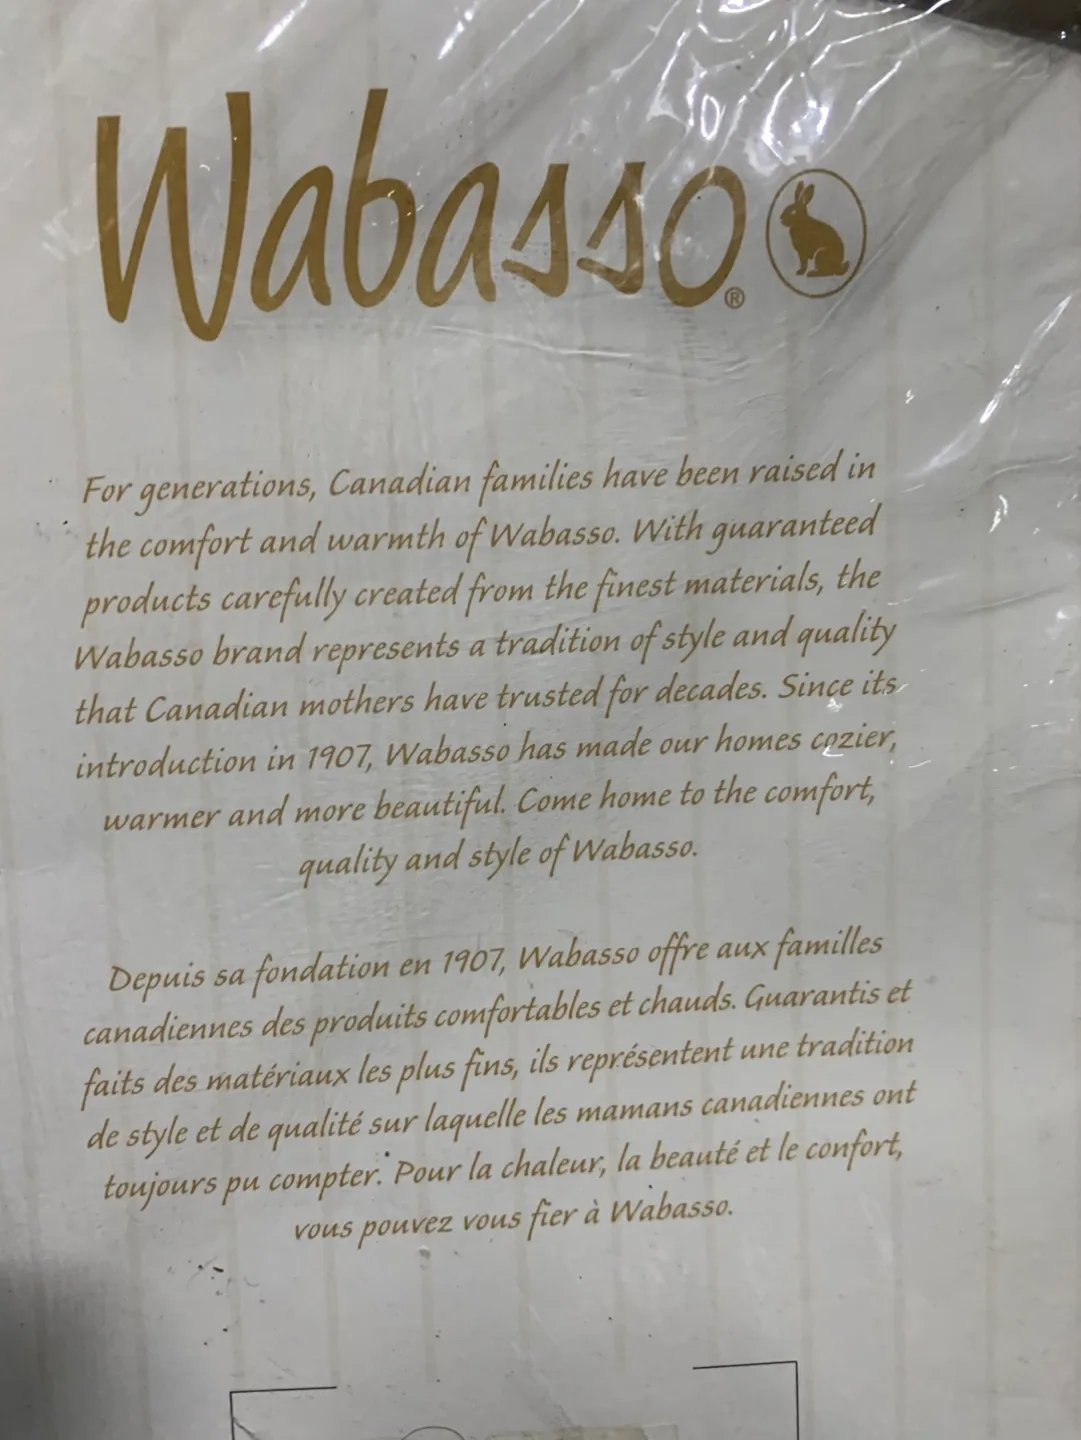 Wabasso®
For generations, Canadian families have been raised in
the comfort and warmth of Wabasso. With guaranteed
products carefully created from the finest materials, the
Wabasso brand represents a tradition of style and quality
that Canadian mothers have trusted for decades. Since its
introduction in 1907, Wabasso has made our homes cozier,
warmer and more beautiful. Come home to the comfort,
quality and style of Wabasso.
Depuis sa fondation en 1907, Wabasso offre aux familles
canadiennes des produits comfortables et chauds. Guarantis et
faits des matériaux les plus fins, ils représentent une tradition
de style et de qualité sur laquelle les mamans canadiennes ont
toujours pu compter. Pour la chaleur, la beauté et le confort,
vous pouvez vous fier à Wabasso.